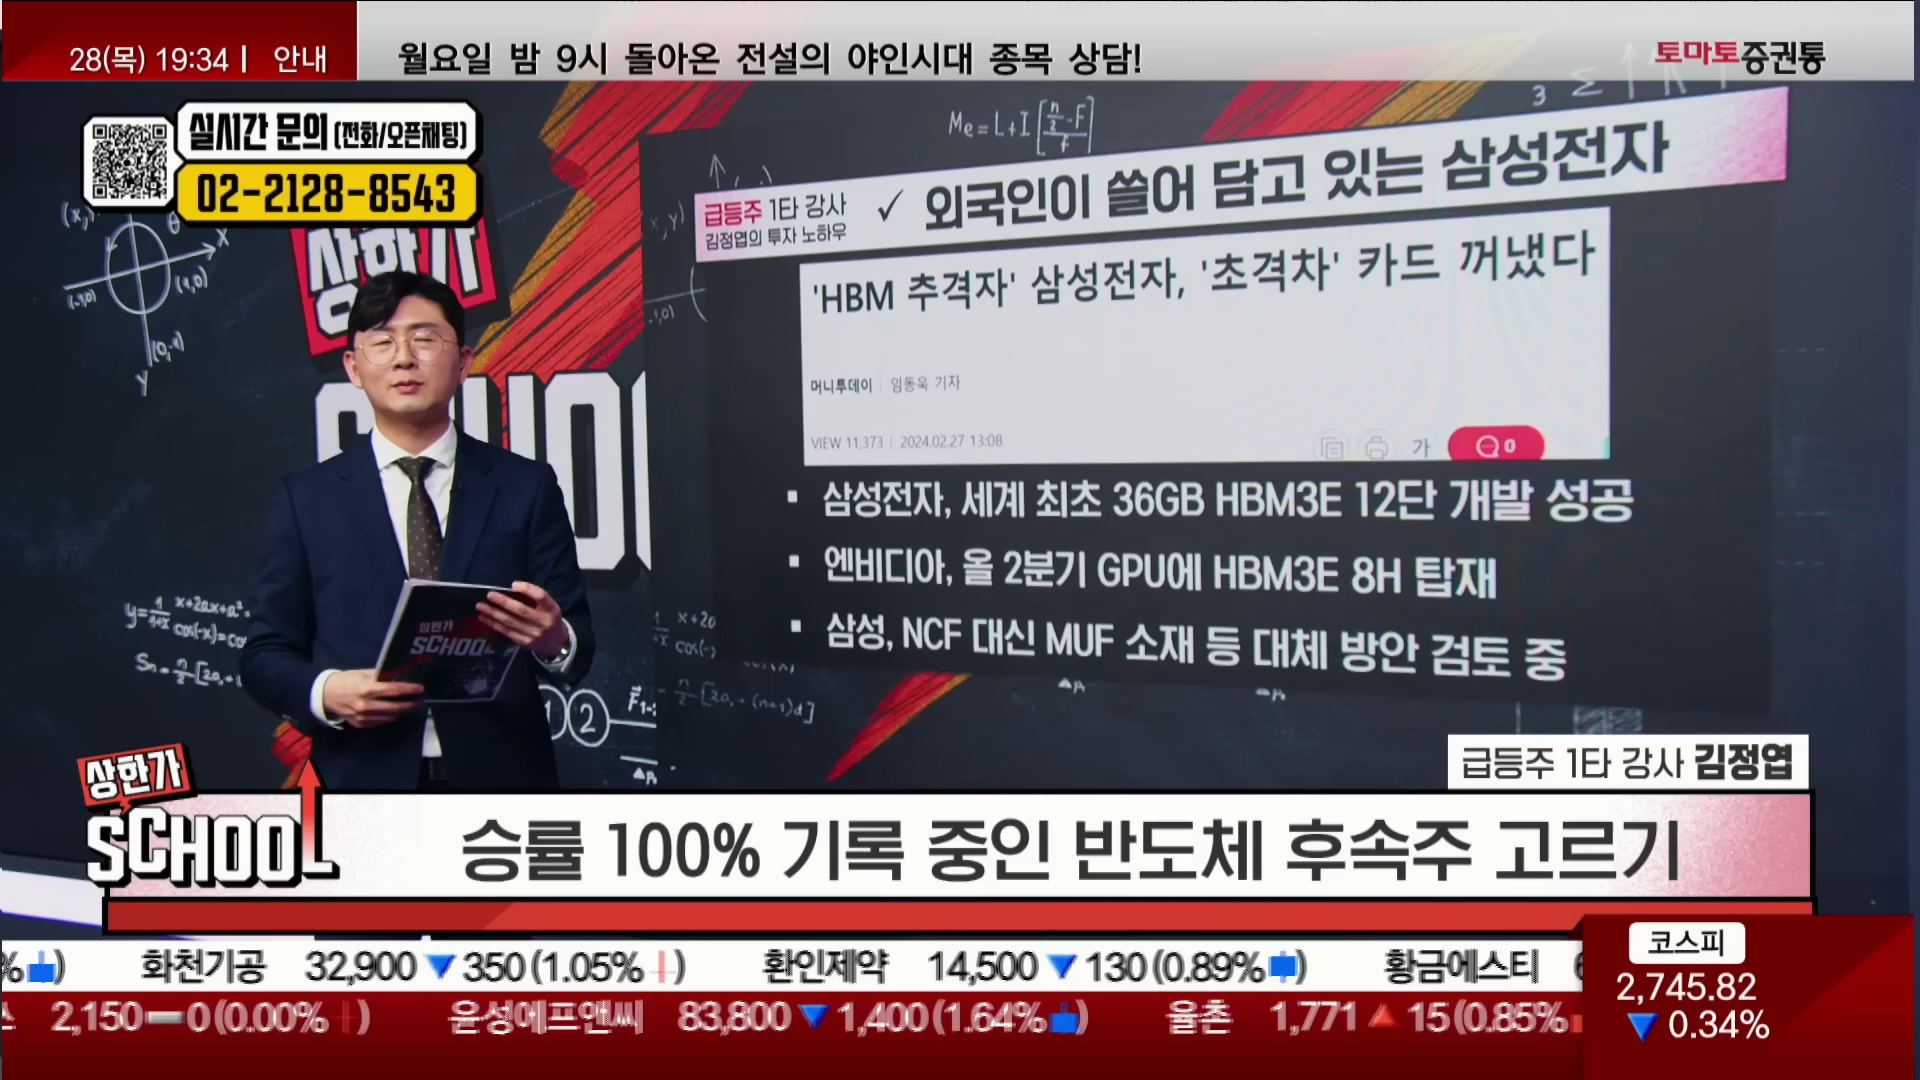 28(목) 19:34 | 안내
월요일 밤 9시 돌아온 전설의 야인시대 종목 상담!
토마토증권통
실시간 문의 (전화/오픈채팅)
02-2128-8543
상한가
급등주 1타 강사
김정엽의 투자 노하우
✓ 외국인이 쓸어 담고 있는 삼성전자
'HBM 추격자' 삼성전자, '초격차' 카드 꺼냈다
머니투데이 | 임동욱 기자
VIEW 11,373 | 2024.02.27 13:08
가
0
▪ 삼성전자, 세계 최초 36GB HBM3E 12단 개발 성공
▪ 엔비디아, 올 2분기 GPU에 HBM3E 8H 탑재
▪ 삼성, NCF 대신 MUF 소재 등 대체 방안 검토 중
상한가
SCHOOL
급등주 1타 강사 김정엽
상한가
SCHOOL
승률 100% 기록 중인 반도체 후속주 고르기
화천기공 32,900 ▼ 350 (1.05% ) 환인제약 14,500 ▼ 130 (0.89% ) 황금에스티
2,150 0 (0.00% ) 윤성에프앤씨 83,800 ▼ 1,400 (1.64% ) 율촌 1,771 ▲ 15 (0.85%
코스피
2,745.82
▼ 0.34%